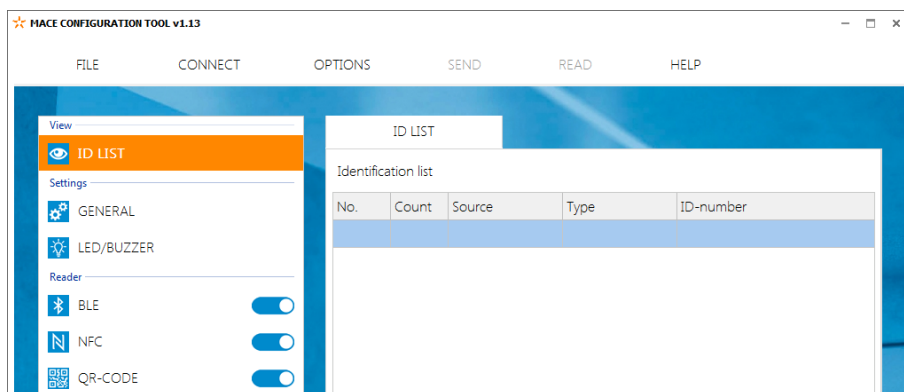 MACE CONFIGURATION TOOL v1.13
FILE CONNECT OPTIONS SEND READ HELP
View
ID LIST
Settings
GENERAL
LED/BUZZER
Reader
BLE
NFC
QR-CODE
ID LIST
Identification list
No. Count Source Type ID-number